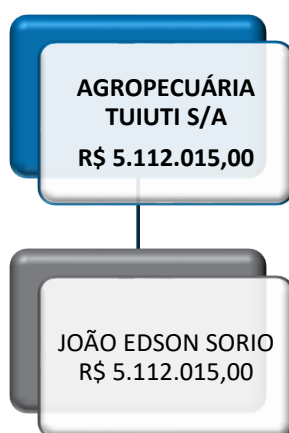 AGROPECUÁRIA
TUIUTI S/A
R$ 5.112.015,00
JOÃO EDSON SORIO
R$ 5.112.015,00